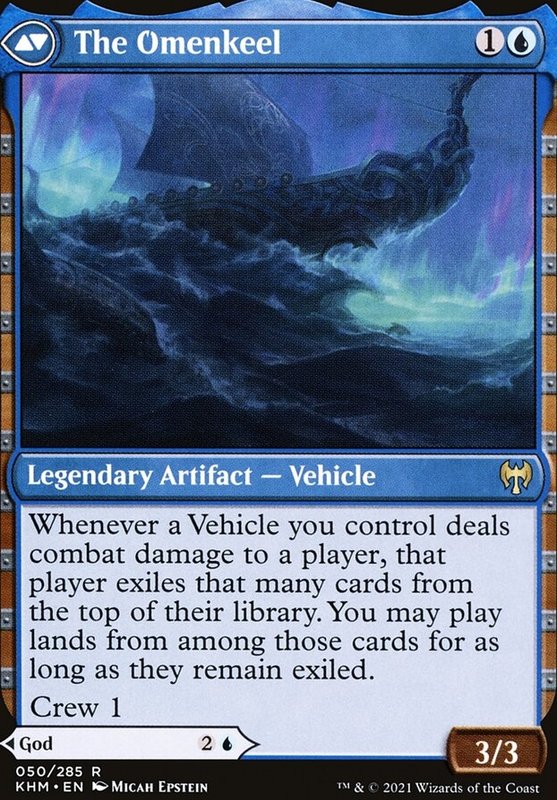 The Omenkeel 1
Legendary Artifact — Vehicle
Whenever a Vehicle you control deals
combat damage to a player, that
player exiles that many cards from
the top of their library. You may play
lands from among those cards for as
long as they remain exiled.
Crew 1
God 2
3/3
050/285 R
KHM • EN Micah Epstein
™ & © 2021 Wizards of the Coast